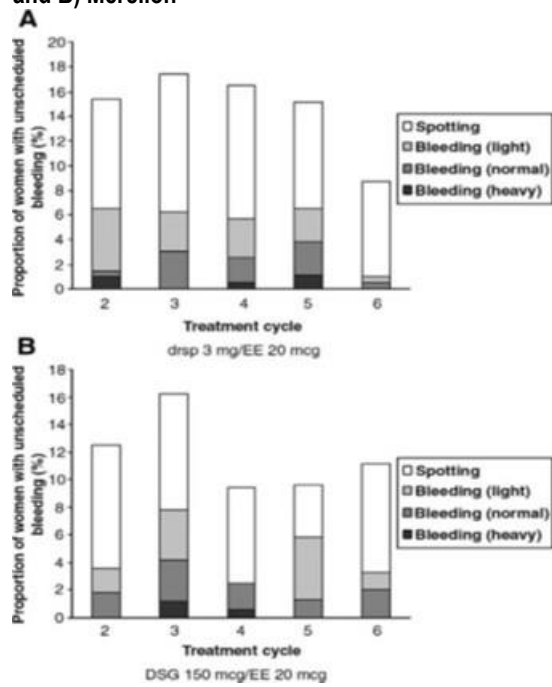 A
Proportion of women with unscheduled
bleeding (%)
20
18
16
14
12
10
8
6
4
2
0
2 3 4 5 6
Treatment cycle
drsp 3 mg/EE 20 mcg
Spotting
Bleeding (light)
Bleeding (normal)
Bleeding (heavy)
B
Proportion of women with unscheduled
bleeding (%)
18
16
14
12
10
8
6
4
2
0
2 3 4 5 6
Treatment cycle
DSG 150 mcg/EE 20 mcg
Spotting
Bleeding (light)
Bleeding (normal)
Bleeding (heavy)